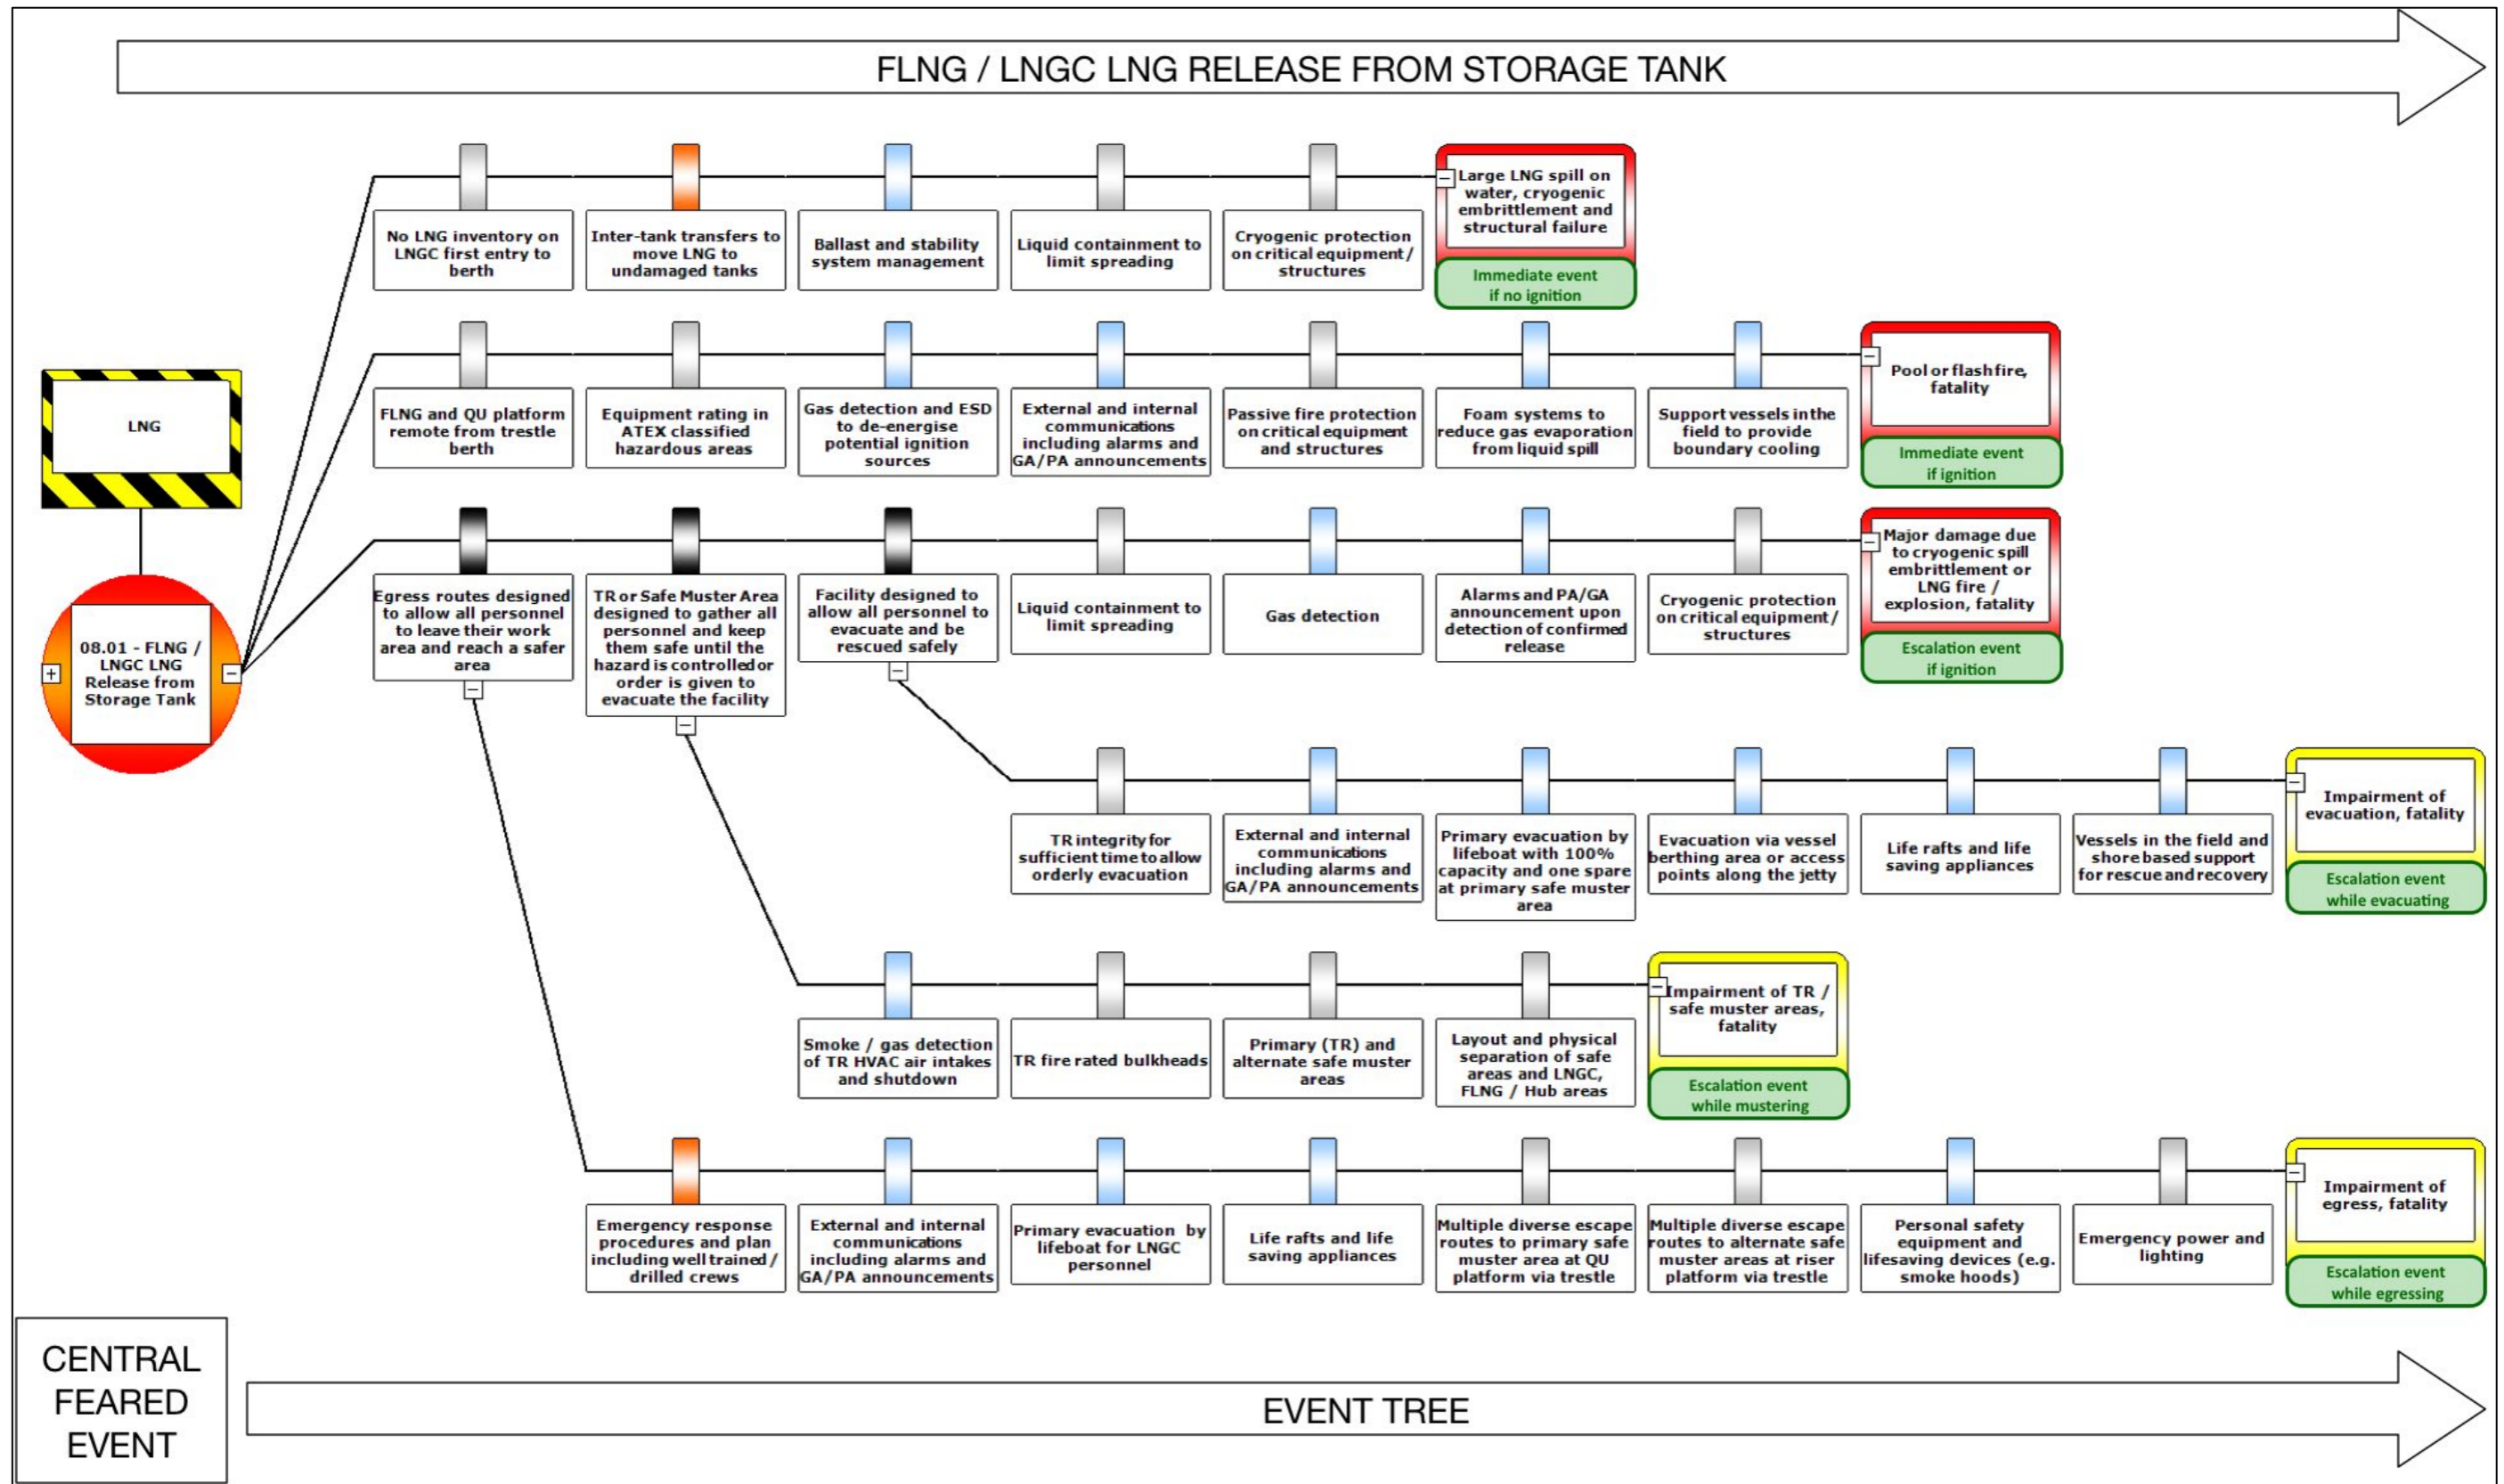 FLNG / LNGC LNG RELEASE FROM STORAGE TANK
No LNG inventory on
LNGC first entry to
berth
Inter-tank transfers to
move LNG to
undamaged tanks
Ballast and stability
system management
Liquid containment to
limit spreading
Cryogenic protection
on critical equipment/
structures
Large LNG spill on
water, cryogenic
embrittlement and
structural failure
Immediate event
if no ignition
LNG
FLNG and QU platform
remote from trestle
berth
Equipment rating in
ATEX classified
hazardous areas
Gas detection and ESD
to de-energise
potential ignition
sources
External and internal
communications
including alarms and
GA/PA announcements
Passive fire protection
on critical equipment
and structures
Foam systems to
reduce gas evaporation
from liquid spill
Support vessels in the
field to provide
boundary cooling
Pool or flash fire,
fatality
Immediate event
if ignition
08.01 - FLNG /
LNGC LNG
Release from
Storage Tank
Egress routes designed
to allow all personnel
to leave their work
area and reach a safer
area
TR or Safe Muster Area
designed to gather all
personnel and keep
them safe until the
hazard is controlled or
order is given to
evacuate the facility
Facility designed to
allow all personnel to
evacuate and be
rescued safely
Liquid containment to
limit spreading
Gas detection
Alarms and PA/GA
announcement upon
detection of confirmed
release
Cryogenic protection
on critical equipment/
structures
Major damage due
to cryogenic spill
embrittlement or
LNG fire /
explosion, fatality
Escalation event
if ignition
TR integrity for
sufficient time to allow
orderly evacuation
External and internal
communications
including alarms and
GA/PA announcements
Primary evacuation by
lifeboat with 100%
capacity and one spare
at primary safe muster
area
Evacuation via vessel
berthing area or access
points along the jetty
Life rafts and life
saving appliances
Vessels in the field and
shore based support
for rescue and recovery
Impairment of
evacuation, fatality
Escalation event
while evacuating
Smoke / gas detection
of TR HVAC air intakes
and shutdown
TR fire rated bulkheads
Primary (TR) and
alternate safe muster
areas
Layout and physical
separation of safe
areas and LNGC,
FLNG / Hub areas
Impairment of TR /
safe muster areas,
fatality
Escalation event
while mustering
Emergency response
procedures and plan
including well trained /
drilled crews
External and internal
communications
including alarms and
GA/PA announcements
Primary evacuation by
lifeboat for LNGC
personnel
Life rafts and life
saving appliances
Multiple diverse escape
routes to primary safe
muster area at QU
platform via trestle
Multiple diverse escape
routes to alternate safe
muster areas at riser
platform via trestle
Personal safety
equipment and
lifesaving devices (e.g.
smoke hoods)
Emergency power and
lighting
Impairment of
egress, fatality
Escalation event
while egressing
CENTRAL
FEARED
EVENT
EVENT TREE